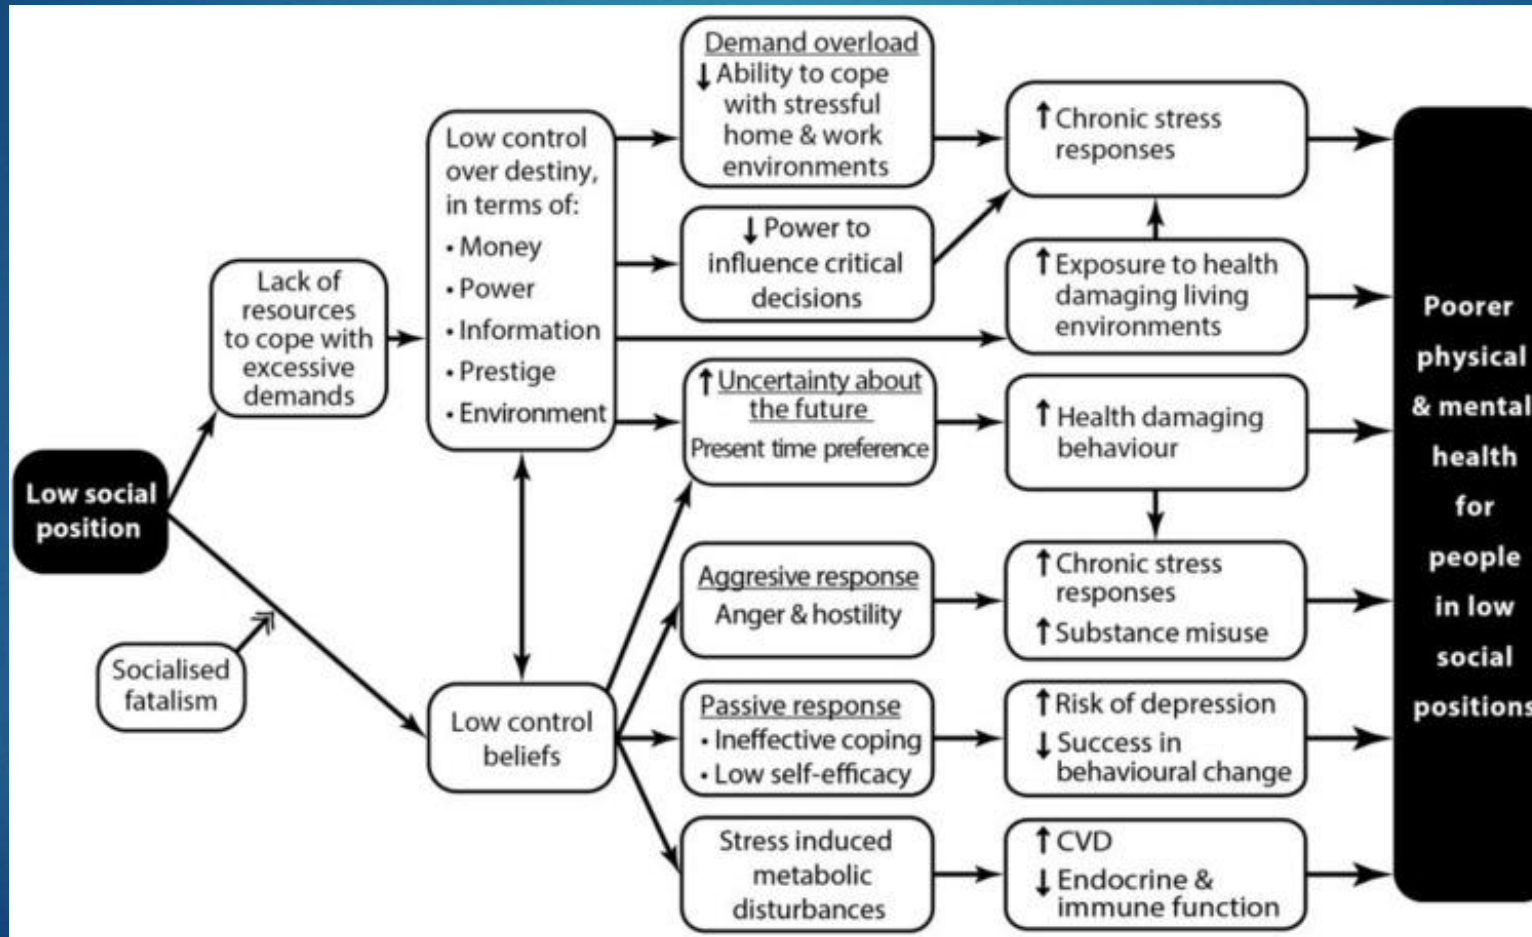 Low social
position
Socialised
fatalism
Lack of
resources
to cope with
excessive
demands
Low control
over destiny,
in terms of:
• Money
• Power
• Information
• Prestige
• Environment
Low control
beliefs
Demand overload
↓ Ability to cope
with stressful
home & work
environments
↓ Power to
influence critical
decisions
↑ Uncertainty about
the future
Present time preference
Aggresive response
Anger & hostility
Passive response
• Ineffective coping
• Low self-efficacy
Stress induced
metabolic
disturbances
↑ Chronic stress
responses
↑ Exposure to health
damaging living
environments
↑ Health damaging
behaviour
↑ Chronic stress
responses
↑ Substance misuse
↑ Risk of depression
↓ Success in
behavioural change
↑ CVD
↓ Endocrine &
immune function
Poorer
physical
& mental
health
for
people
in low
social
positions